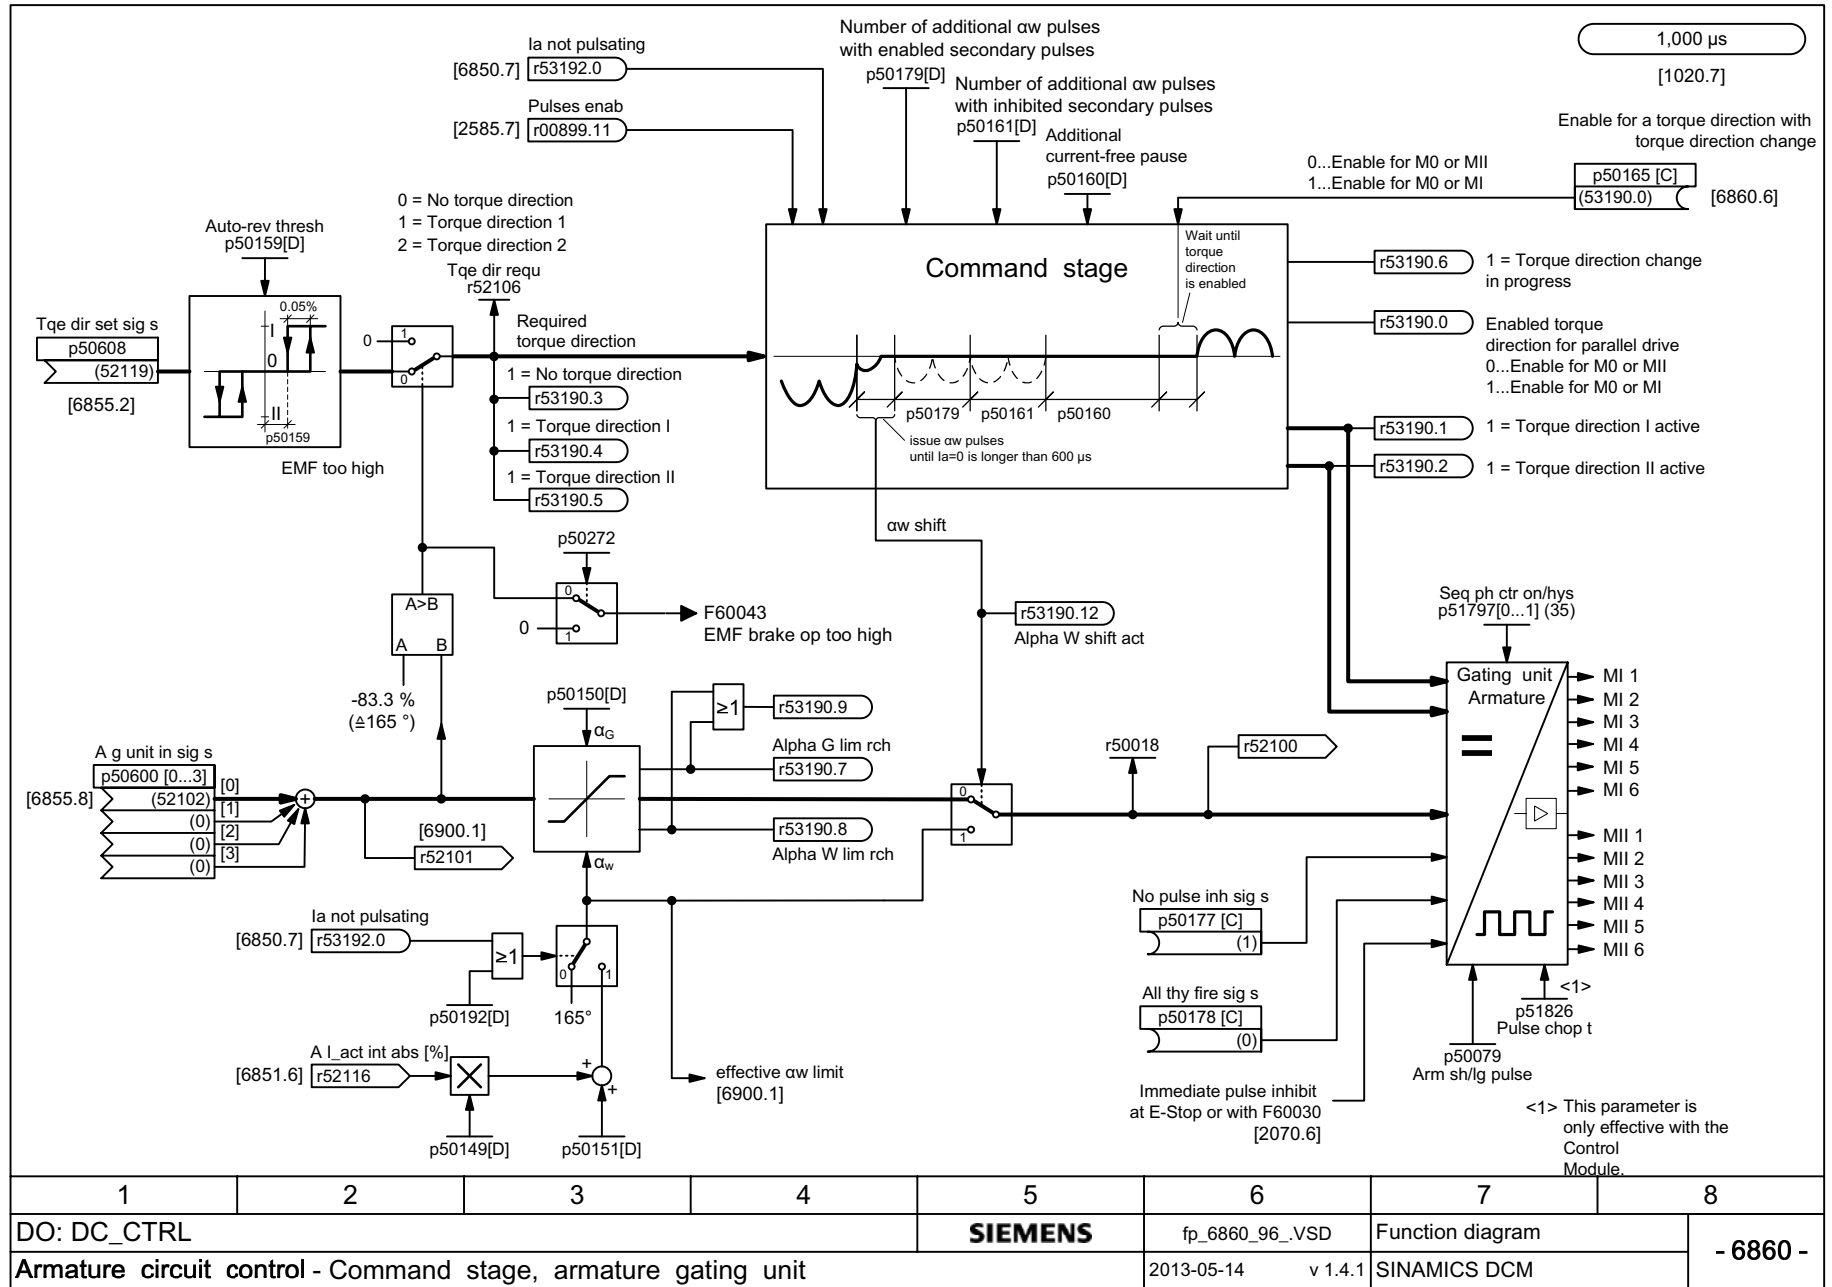 Number of additional αw pulses
with enabled secondary pulses
p50179[D]
Ia not pulsating
[6850.7]
r53192.0
Pulses enab
[2585.7]
r00899.11
Number of additional αw pulses
with inhibited secondary pulses
p50161[D]
Additional
current-free pause
p50160[D]
1,000 µs
[1020.7]
Enable for a torque direction with
torque direction change
0...Enable for M0 or MII
1...Enable for M0 or MI
p50165 [C]
(53190.0)
[6860.6]
0 = No torque direction
1 = Torque direction 1
2 = Torque direction 2
Auto-rev thresh
p50159[D]
Tqe dir requ
r52106
Tqe dir set sig s
p50608
(52119)
[6855.2]
0.05%
I
0
II
p50159
EMF too high
0
1
0
Required
torque direction
1 = No torque direction
r53190.3
1 = Torque direction I
r53190.4
1 = Torque direction II
r53190.5
Command stage
Wait until
torque
direction
is enabled
p50179
p50161
p50160
issue αw pulses
until Ia=0 is longer than 600 µs
r53190.6
1 = Torque direction change
in progress
r53190.0
Enabled torque
direction for parallel drive
0...Enable for M0 or MII
1...Enable for M0 or MI
r53190.1
1 = Torque direction I active
r53190.2
1 = Torque direction II active
αw shift
p50272
0
0
1
F60043
EMF brake op too high
r53190.12
Alpha W shift act
A>B
A B
-83.3 %
(≙165 °)
Seq ph ctr on/hys
p51797[0...1] (35)
Gating unit
Armature
MI 1
MI 2
MI 3
MI 4
MI 5
MI 6
MII 1
MII 2
MII 3
MII 4
MII 5
MII 6
p50150[D]
αG
≥1
r53190.9
Alpha G lim rch
r53190.7
r53190.8
Alpha W lim rch
αw
A g unit in sig s
p50600 [0...3]
[6855.8]
(52102)
[0]
(0)
[1]
(0)
[2]
(0)
[3]
+
[6900.1]
r52101
0
1
r50018
r52100
Ia not pulsating
[6850.7]
r53192.0
≥1
p50192[D]
0
1
165°
A I_act int abs [%]
[6851.6]
r52116
p50149[D]
+
+
p50151[D]
effective αw limit
[6900.1]
No pulse inh sig s
p50177 [C]
(1)
All thy fire sig s
p50178 [C]
(0)
Immediate pulse inhibit
at E-Stop or with F60030
[2070.6]
<1>
p51826
Pulse chop t
p50079
Arm sh/lg pulse
<1> This parameter is
only effective with the
Control
Module.
1 2 3 4 5 6 7 8
DO: DC_CTRL
SIEMENS
fp_6860_96_.VSD
Function diagram
- 6860 -
Armature circuit control - Command stage, armature gating unit
2013-05-14
v 1.4.1
SINAMICS DCM